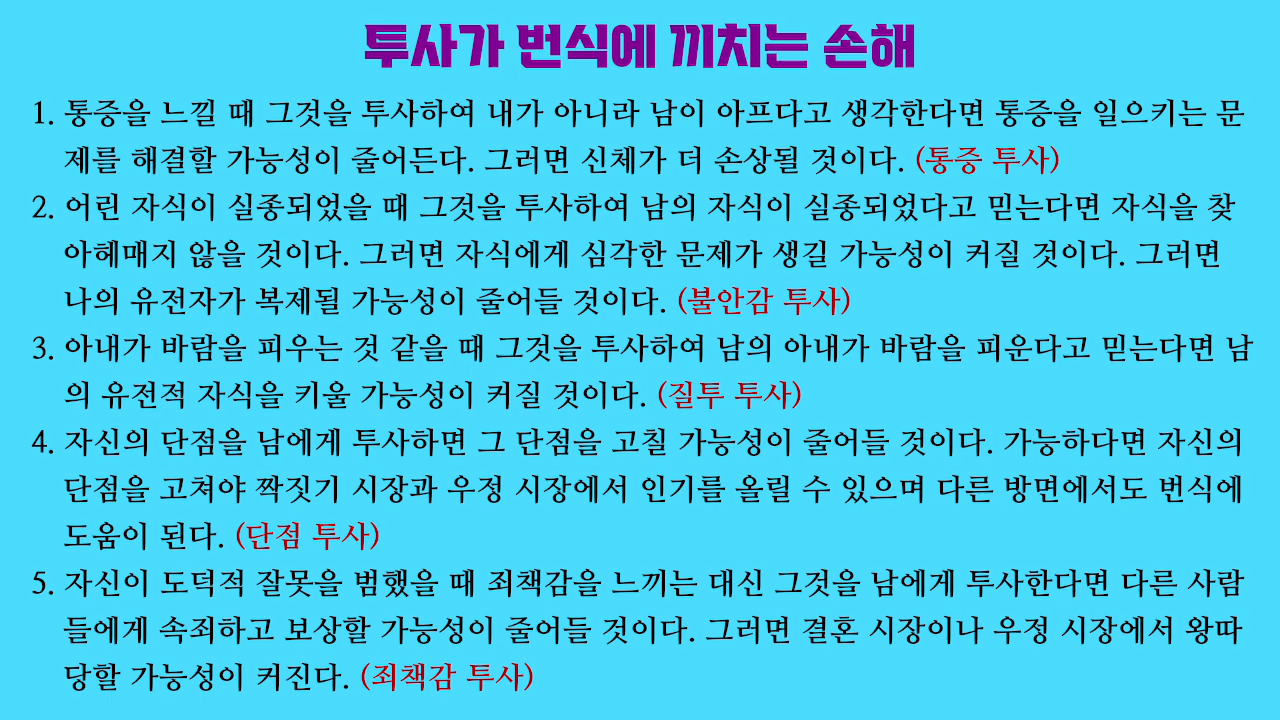 투사가 번식에 끼치는 손해
1. 통증을 느낄 때 그것을 투사하여 내가 아니라 남이 아프다고 생각한다면 통증을 일으키는 문
제를 해결할 가능성이 줄어든다. 그러면 신체가 더 손상될 것이다. (통증 투사)
2. 어린 자식이 실종되었을 때 그것을 투사하여 남의 자식이 실종되었다고 믿는다면 자식을 찾
아헤매지 않을 것이다. 그러면 자식에게 심각한 문제가 생길 가능성이 커질 것이다. 그러면
나의 유전자가 복제될 가능성이 줄어들 것이다. (불안감 투사)
3. 아내가 바람을 피우는 것 같을 때 그것을 투사하여 남의 아내가 바람을 피운다고 믿는다면 남
의 유전적 자식을 키울 가능성이 커질 것이다. (질투 투사)
4. 자신의 단점을 남에게 투사하면 그 단점을 고칠 가능성이 줄어들 것이다. 가능하다면 자신의
단점을 고쳐야 짝짓기 시장과 우정 시장에서 인기를 올릴 수 있으며 다른 방면에서도 번식에
도움이 된다. (단점 투사)
5. 자신이 도덕적 잘못을 범했을 때 죄책감을 느끼는 대신 그것을 남에게 투사한다면 다른 사람
들에게 속죄하고 보상할 가능성이 줄어들 것이다. 그러면 결혼 시장이나 우정 시장에서 왕따
당할 가능성이 커진다. (죄책감 투사)